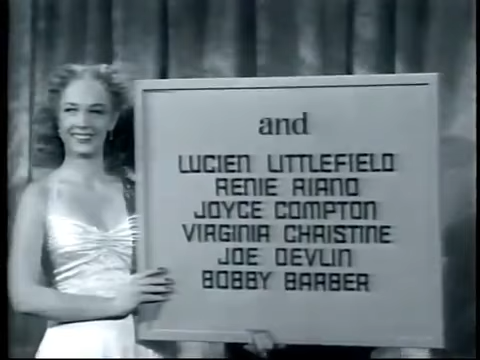 and
LUCIEN LITTLEFIELD
RENIE RIANO
JOYCE COMPTON
VIRGINIA CHRISTINE
JOE DEVLIN
BOBBY BARBER